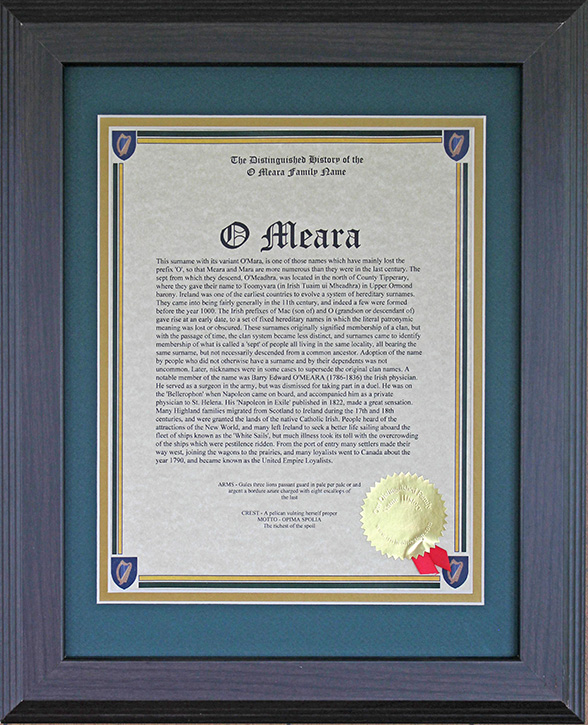 The Distinguished History of the
O Meara Family Name
O Meara
This surname with its variant O'Mara, is one of those names which have mainly lost the
prefix 'O', so that Meara and Mara are more numerous than they were in the last century. The
sept from which they descend, O'Meadhra, was located in the north of County Tipperary,
where they gave their name to Toomyvara (in Irish Tuaim ui Mheadhra) in Upper Ormond
barony. Ireland was one of the earliest countries to evolve a system of hereditary surnames.
They came into being fairly generally in the 11th century, and indeed a few were formed
before the year 1000. The Irish prefixes of Mac (son of) and O (grandson or descendant of)
gave rise at an early date, to a set of fixed hereditary names in which the literal patronymic
meaning was lost or obscured. These surnames originally signified membership of a clan, but
with the passage of time, the clan system became less distinct, and surnames came to identify
membership of what is called a 'sept' of people all living in the same locality, all bearing the
same surname, but not necessarily descended from a common ancestor. Adoption of the name
by people who did not otherwise have a surname and by their dependents was not
uncommon. Later, nicknames were in some cases to supersede the original clan names. A
notable member of the name was Barry Edward O'MEARA (1786-1836) the Irish physician.
He served as a surgeon in the army, but was dismissed for taking part in a duel. He was on
the 'Bellerophon' when Napoleon came on board, and accompanied him as a private
physician to St. Helena. His 'Napoleon in Exile' published in 1822, made a great sensation.
Many Highland families migrated from Scotland to Ireland during the 17th and 18th
centuries, and were granted the lands of the native Catholic Irish. People heard of the
attractions of the New World, and many left Ireland to seek a better life sailing aboard the
fleet of ships known as the 'White Sails', but much illness took its toll with the overcrowding
of the ships which were pestilence ridden. From the port of entry many settlers made their
way west, joining the wagons to the prairies, and many loyalists went to Canada about the
year 1790, and became known as the United Empire Loyalists.
ARMS - Gules three lions passant guard in pale per pale or and
argent a bordure azure charged with eight escallops of
the last
CREST - A pelican vulning herself proper
MOTTO - OPIMA SPOLIA
The richest of the spoil